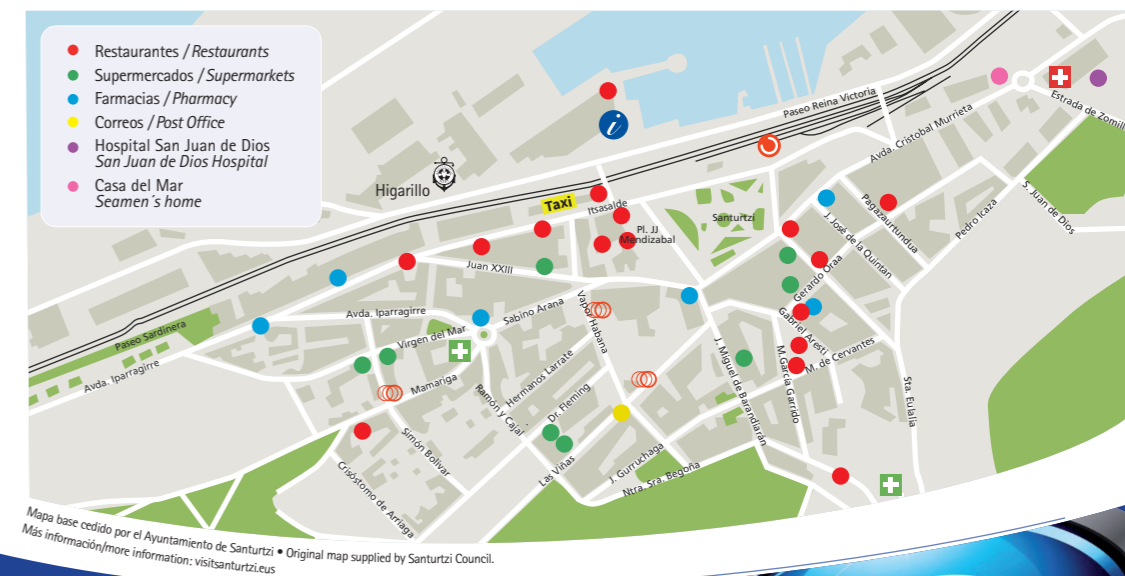 Restaurantes / Restaurants
Supermercados / Supermarkets
Farmacias / Pharmacy
Correos / Post Office
Hospital San Juan de Dios
San Juan de Dios Hospital
Casa del Mar
Seamen´s home
i
Higarillo
Taxi
Itsasalde
Paseo Reina Victoria
Avda. Cristobal Murrieta
Estrada de Zomill
Santurtzi
Pl. JJ
Mendizabal
Juan XXIII
J. José de la Quintan
Pagazaurtundua
Pedro Icaza
S. Juan de Dios
Gerardo Oraa
Gabriel Aresti
M. de Cervantes
M. García Garrido
J. Miguel de Barandiarán
Sta. Eulalia
Vapor Habana
Sabino Arana
Avda. Iparragirre
Virgen del Mar
Paseo Sardinera
Avda. Iparragirre
Mamariga
Hermanos Larrate
Ramón y Cajal
Dr. Fleming
Simón Bolivar
Crisóstomo de Arriaga
Las Viñas
J. Gurruchaga
Ntra. Sra. Begoña
Mapa base cedido por el Ayuntamiento de Santurtzi • Original map supplied by Santurtzi Council.
Más información/more information: visitsanturtzi.eus